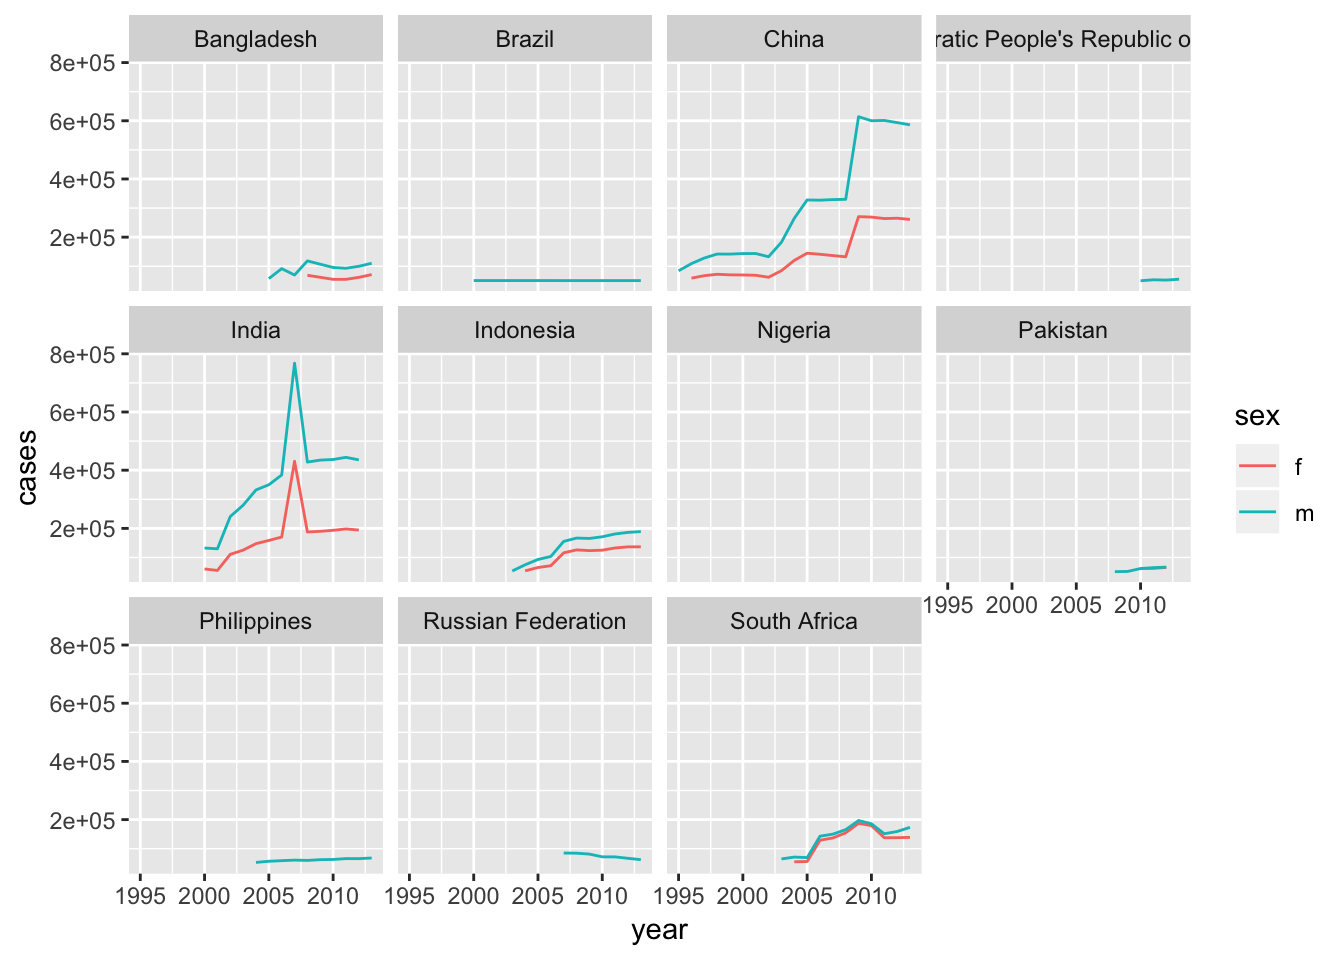 Bangladesh Brazil China ratic People's Republic o
8e+05
6e+05
4e+05
2e+05
India Indonesia Nigeria Pakistan
8e+05
6e+05
4e+05
2e+05
1995 2000 2005 2010
Philippines Russian Federation South Africa
8e+05
6e+05
4e+05
2e+05
1995 2000 2005 2010 1995 2000 2005 2010 1995 2000 2005 2010
year
cases
sex
f
m